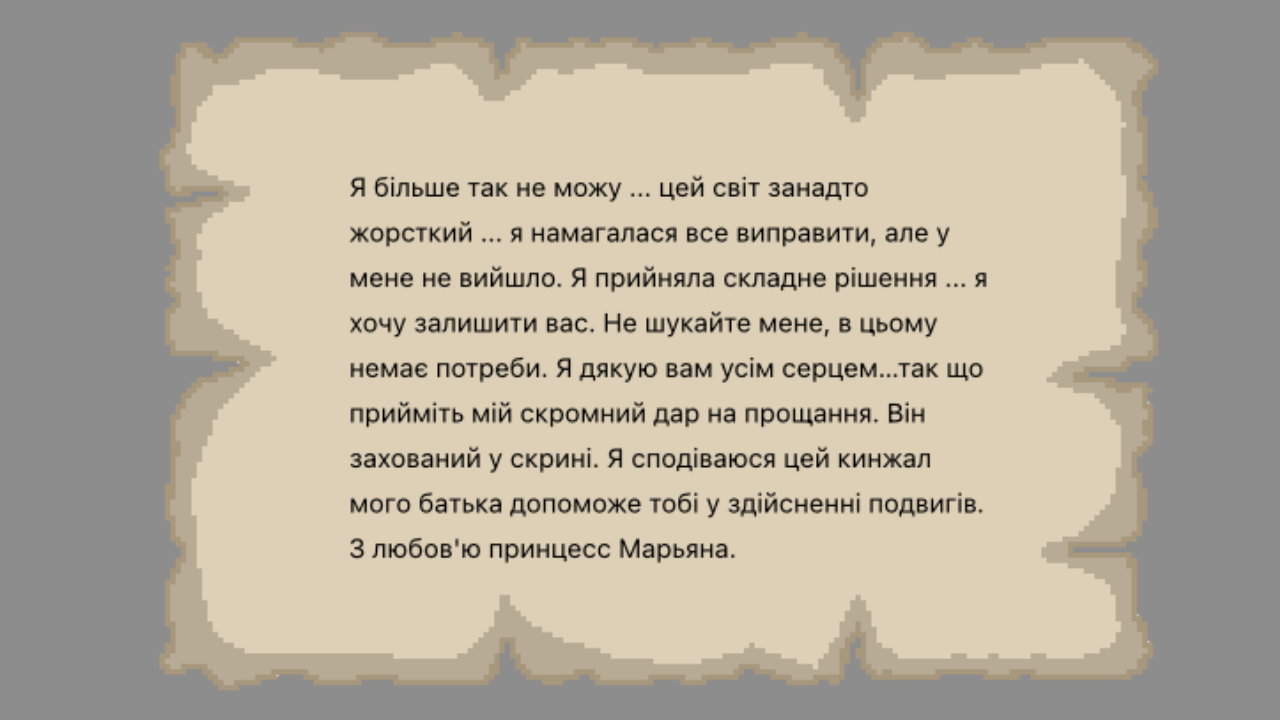 Я більше так не можу ... цей світ занадто
жорсткий ... я намагалася все виправити, але у
мене не вийшло. Я прийняла складне рішення ... я
хочу залишити вас. Не шукайте мене, в цьому
немає потреби. Я дякую вам усім серцем...так що
прийміть мій скромний дар на прощання. Він
захований у скрині. Я сподіваюся цей кинжал
мого батька допоможе тобі у здійсненні подвигів.
З любов'ю принцесс Марьяна.